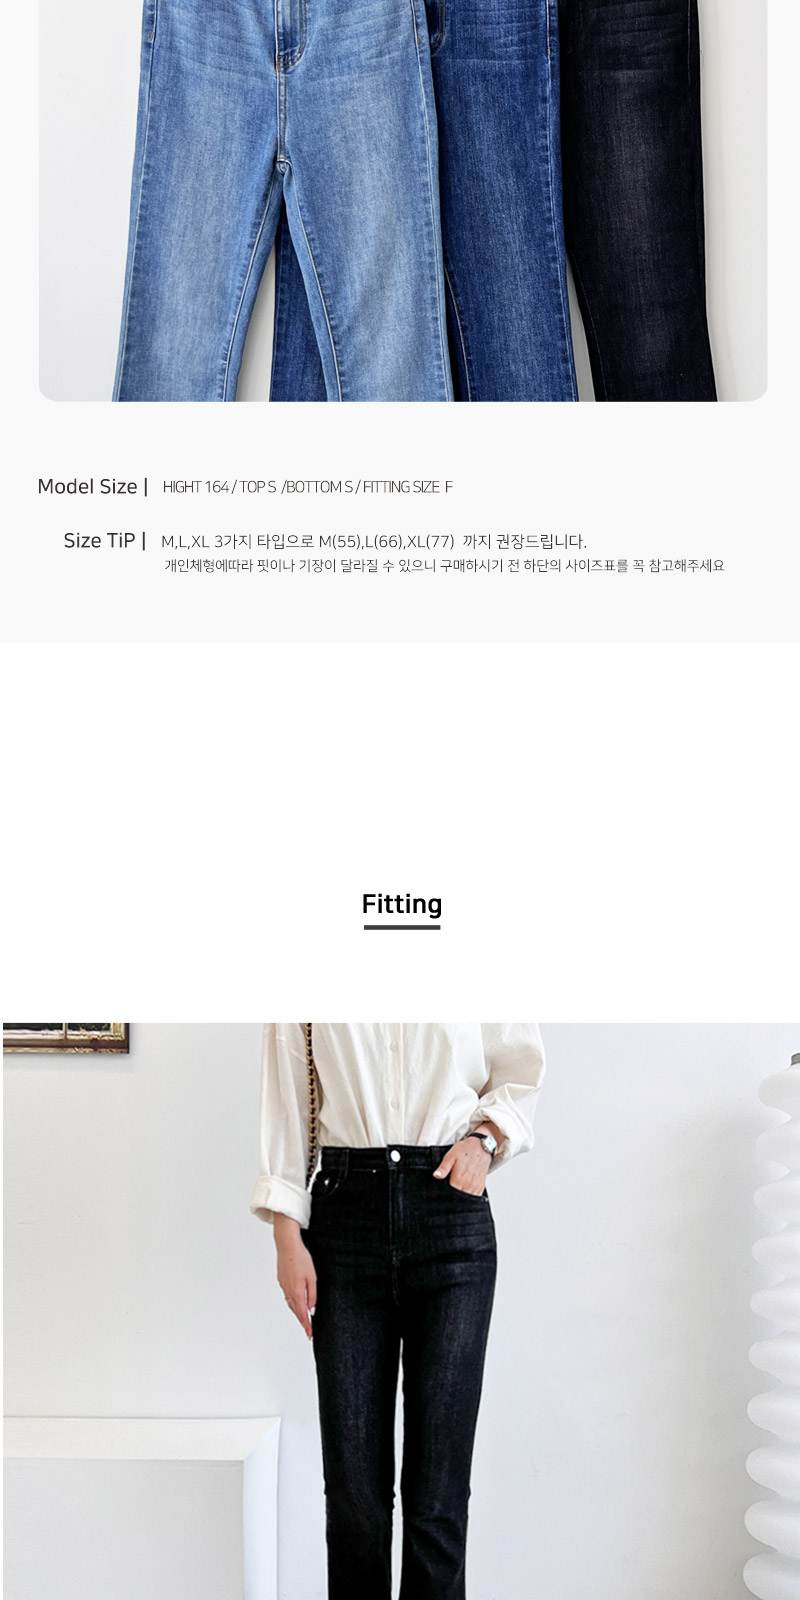 Model Size | HIGHT 164 / TOP S /BOTTOM S / FITTING SIZE F
Size TiP | M,L,XL 3가지 타입으로 M(55),L(66),XL(77) 까지 권장드립니다.
개인체형에따라 핏이나 기장이 달라질 수 있으니 구매하시기 전 하단의 사이즈표를 꼭 참고해주세요
Fitting